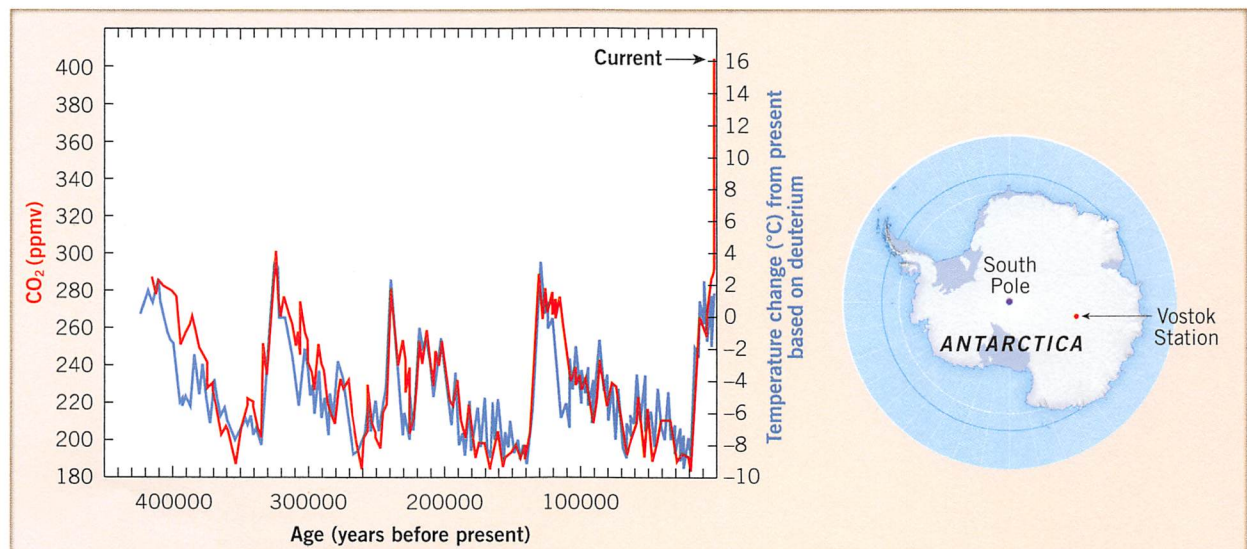 400
380
360
340
320
300
280
260
240
220
200
180
CO₂ (ppmv)
400000 300000 200000 100000
Age (years before present)
Current
16
14
12
10
8
6
4
2
0
−2
−4
−6
−8
−10
Temperature change (°C) from present
based on deuterium
South
Pole
ANTARCTICA
Vostok
Station